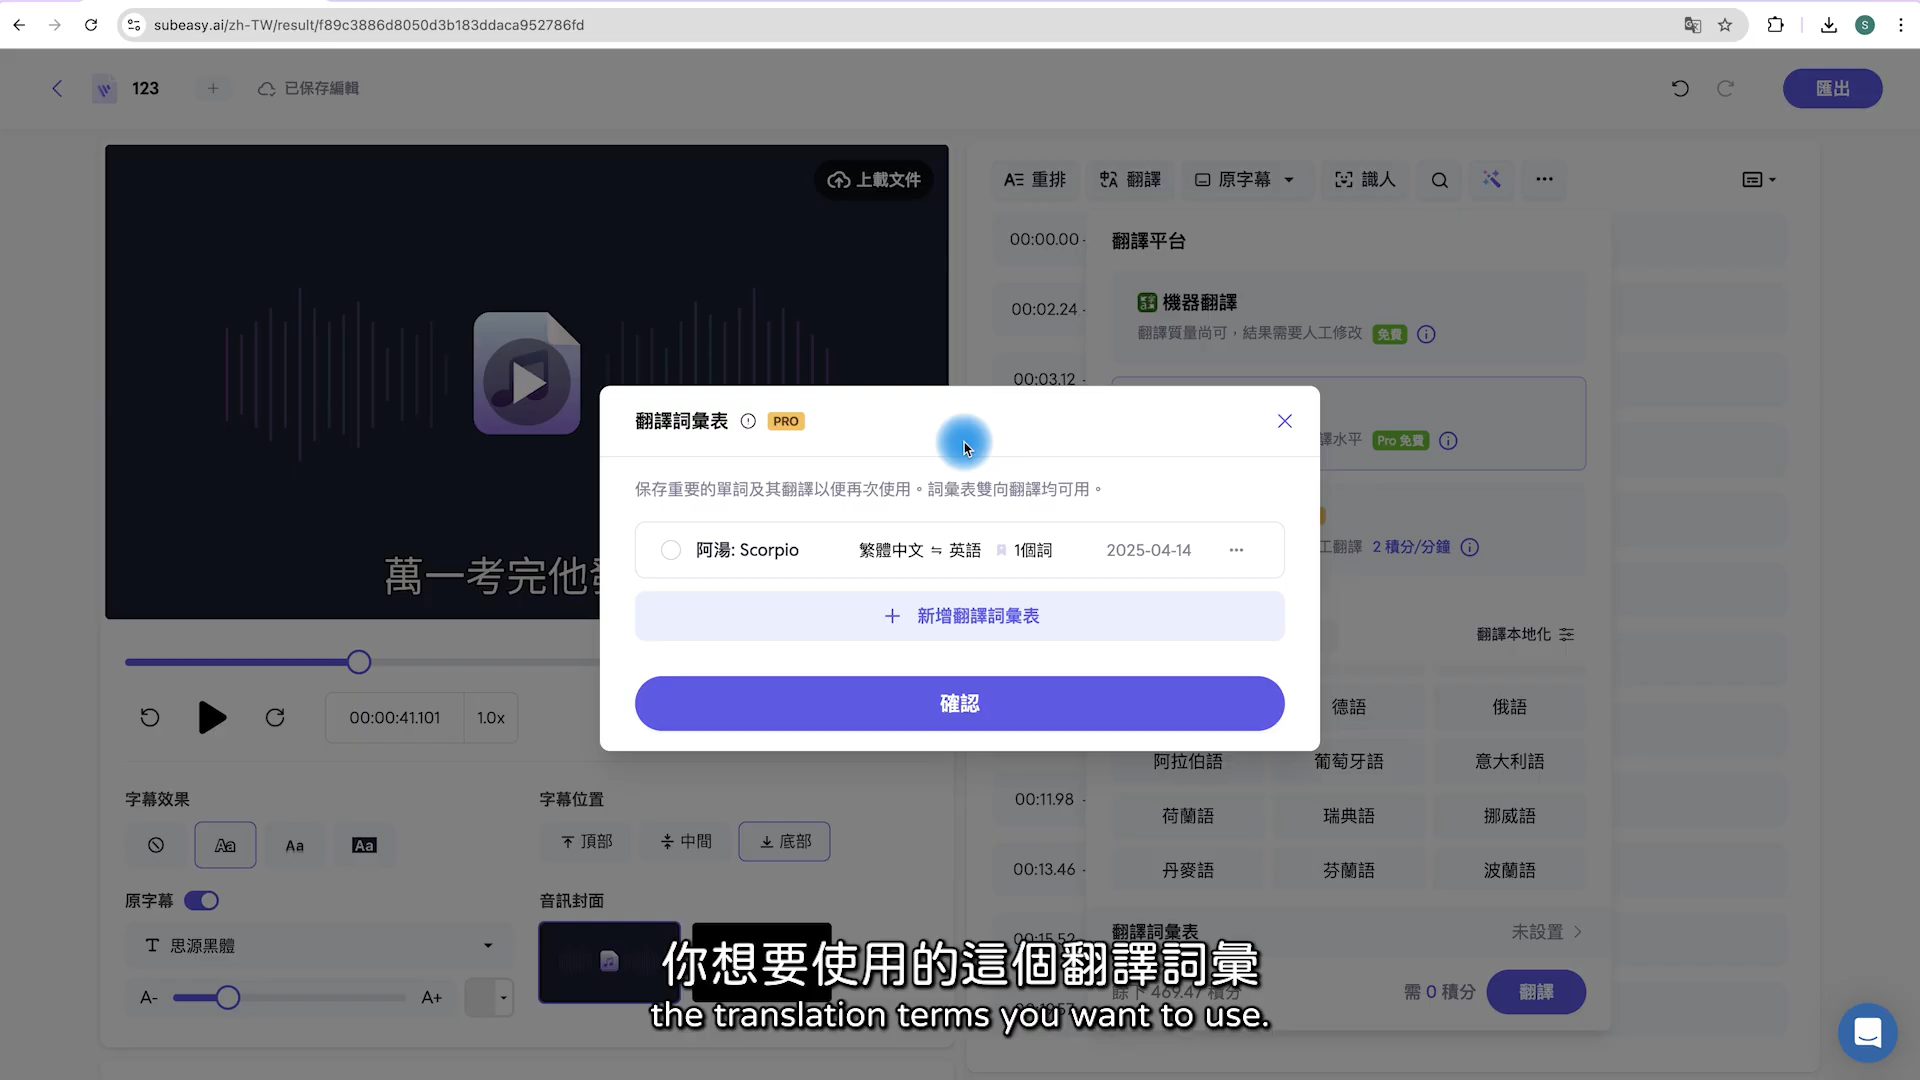 subeasy.ai/zh-TW/result/f89c3886d8050d3b183ddaca952786fd
S
123
已保存編輯
匯出
上載文件
萬一考完他
重排
翻譯
原字幕
識人
00:00.00 -
翻譯平台
機器翻譯
翻譯質量尚可，結果需要人工修改 免費
00:02.24 -
00:03.12 -
譯水平 Pro 免費
工翻譯 2 積分/分鐘
翻譯詞彙表 PRO
保存重要的單詞及其翻譯以便再次使用。詞彙表雙向翻譯均可用。
阿湯: Scorpio 繁體中文 ⇋ 英語 1個詞 2025-04-14
+ 新增翻譯詞彙表
確認
翻譯本地化
德語 俄語
阿拉伯語 葡萄牙語 意大利語
荷蘭語 瑞典語 挪威語
丹麥語 芬蘭語 波蘭語
00:11.98 -
00:13.46 -
00:15.52
翻譯詞彙表 未設置
餘下 469.47 積分
需 0 積分
翻譯
00:00:41.101 1.0x
字幕效果
Aa Aa Aa
字幕位置
頂部 中間 底部
原字幕
T 思源黑體
A- A+
音訊封面
你想要使用的這個翻譯詞彙
the translation terms you want to use.